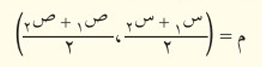 م = (س١ + س٢ / ٢ ، ص١ + ص٢ / ٢)